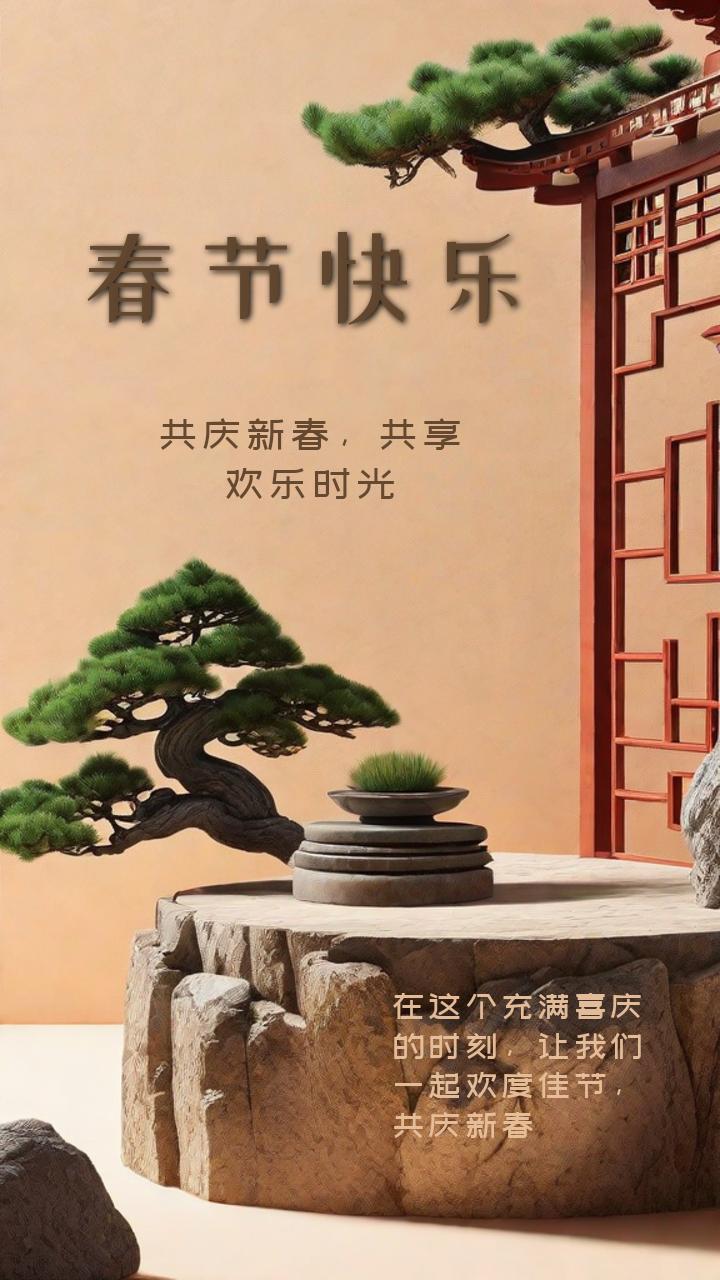 春节快乐
共庆新春，共享
欢乐时光
在这个充满喜庆
的时刻，让我们
一起欢度佳节，
共庆新春